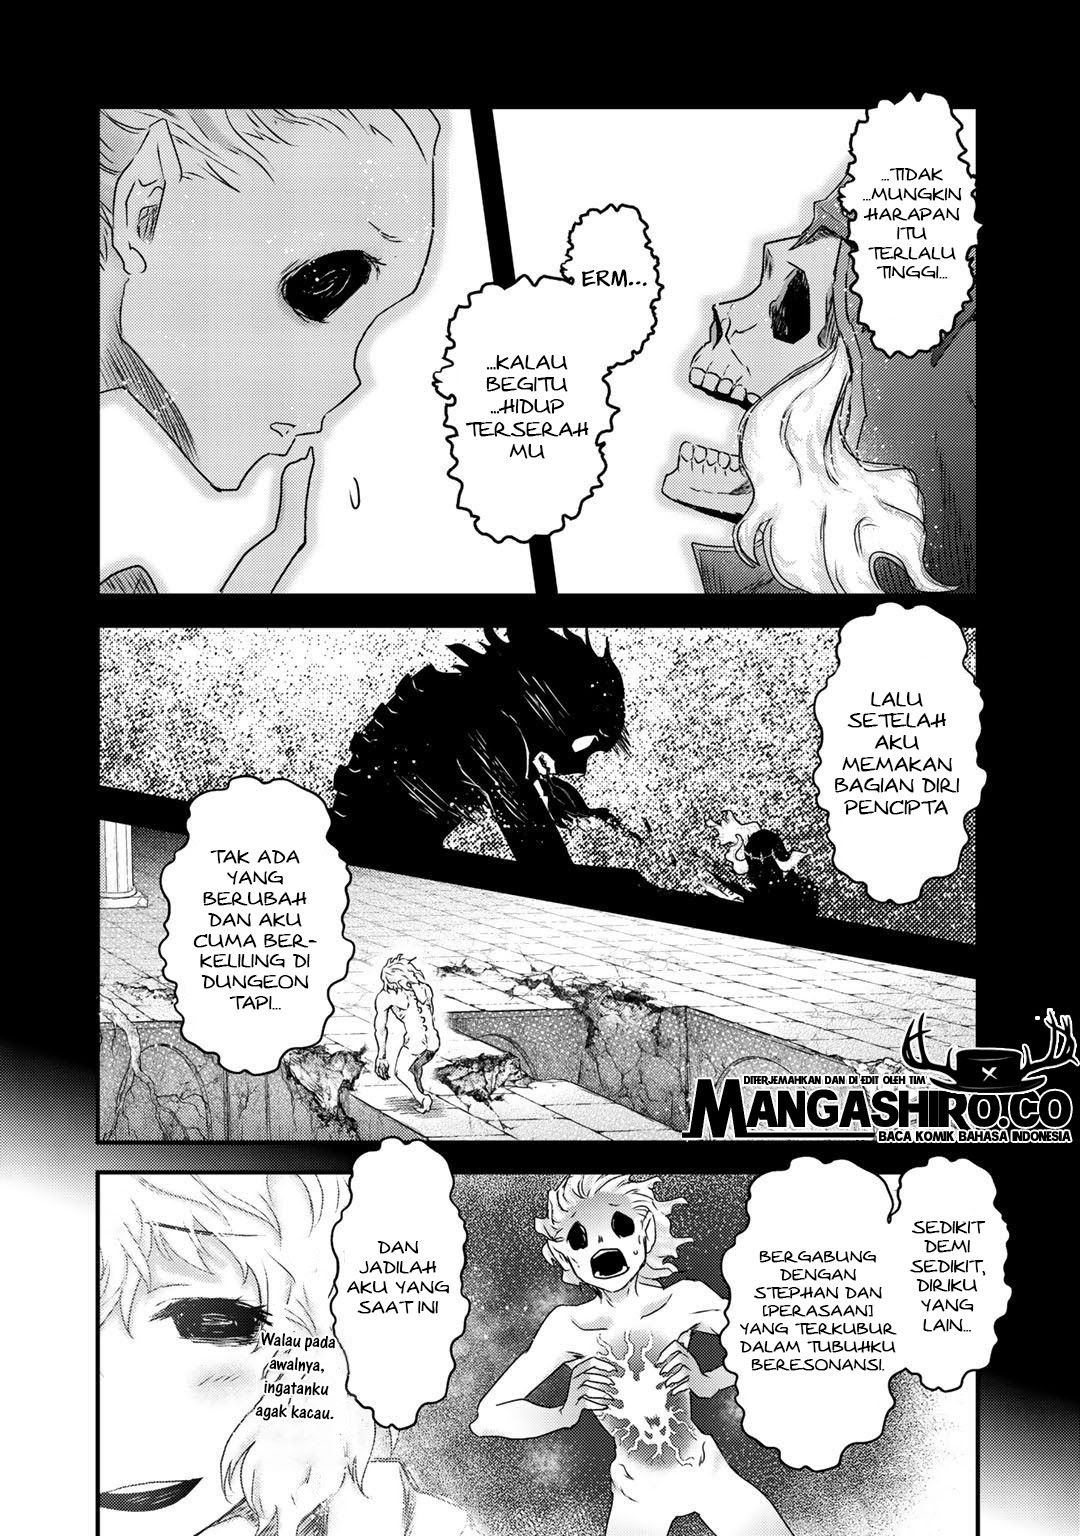 ...TIDAK
...MUNGKIN
HARAPAN
ITU
TERLALU
TINGGI...
ERM...
...KALAU
BEGITU
...HIDUP
TERSERAH
MU
LALU
SETELAH
AKU
MEMAKAN
BAGIAN DIRI
PENCIPTA
TAK ADA
YANG
BERUBAH
DAN AKU
CUMA BER-
KELILING DI
DUNGEON
TAPI...
DITERJEMAHKAN DAN DI EDIT OLEH TIM
MANGASHIRO.CO
BACA KOMIK BAHASA INDONESIA
SEDIKIT
DEMI
SEDIKIT,
DIRIKU
YANG
LAIN...
BERGABUNG
DENGAN
STEPHAN DAN
[PERASAAN]
YANG TERKUBUR
DALAM TUBUHKU
BERESONANSI.
DAN
JADILAH
AKU YANG
SAAT INI
Walau pada
awalnya,
ingatanku
agak kacau.